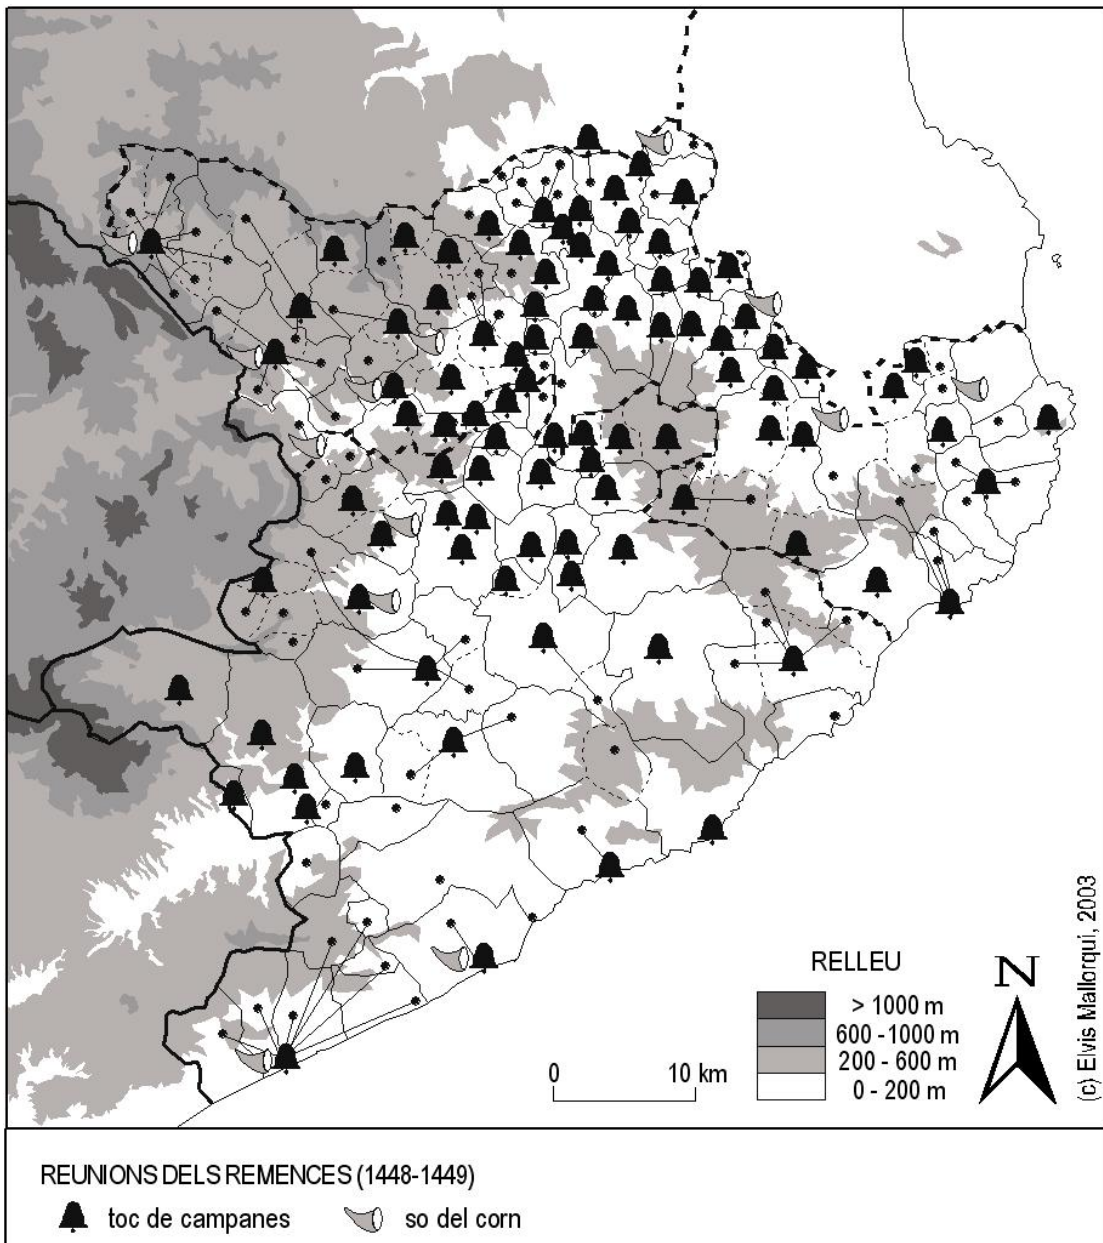 RELLEU
> 1000 m
600 -1000 m
200 - 600 m
0 - 200 m
0 10 km
N
(c) Elvis Mallorquí, 2003
REUNIONS DELS REMENCES (1448-1449)
toc de campanes so del corn